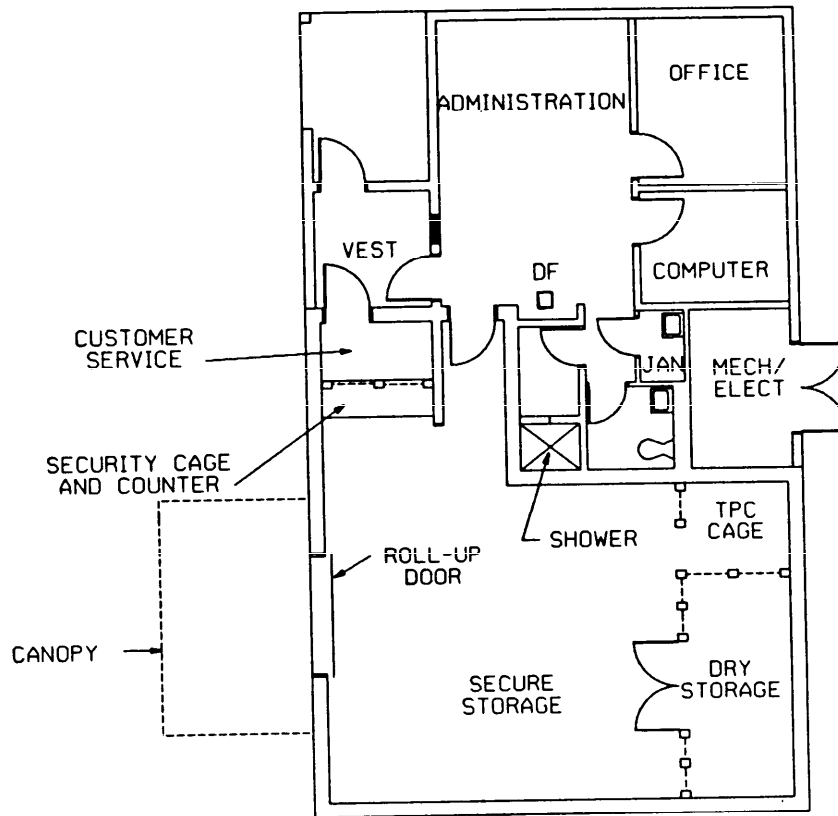 OFFICE
ADMINISTRATION
VEST
DF
COMPUTER
CUSTOMER
SERVICE
JAN
MECH/
ELECT
SECURITY CAGE
AND COUNTER
TPC
CAGE
SHOWER
ROLL-UP
DOOR
CANOPY
SECURE
STORAGE
DRY
STORAGE